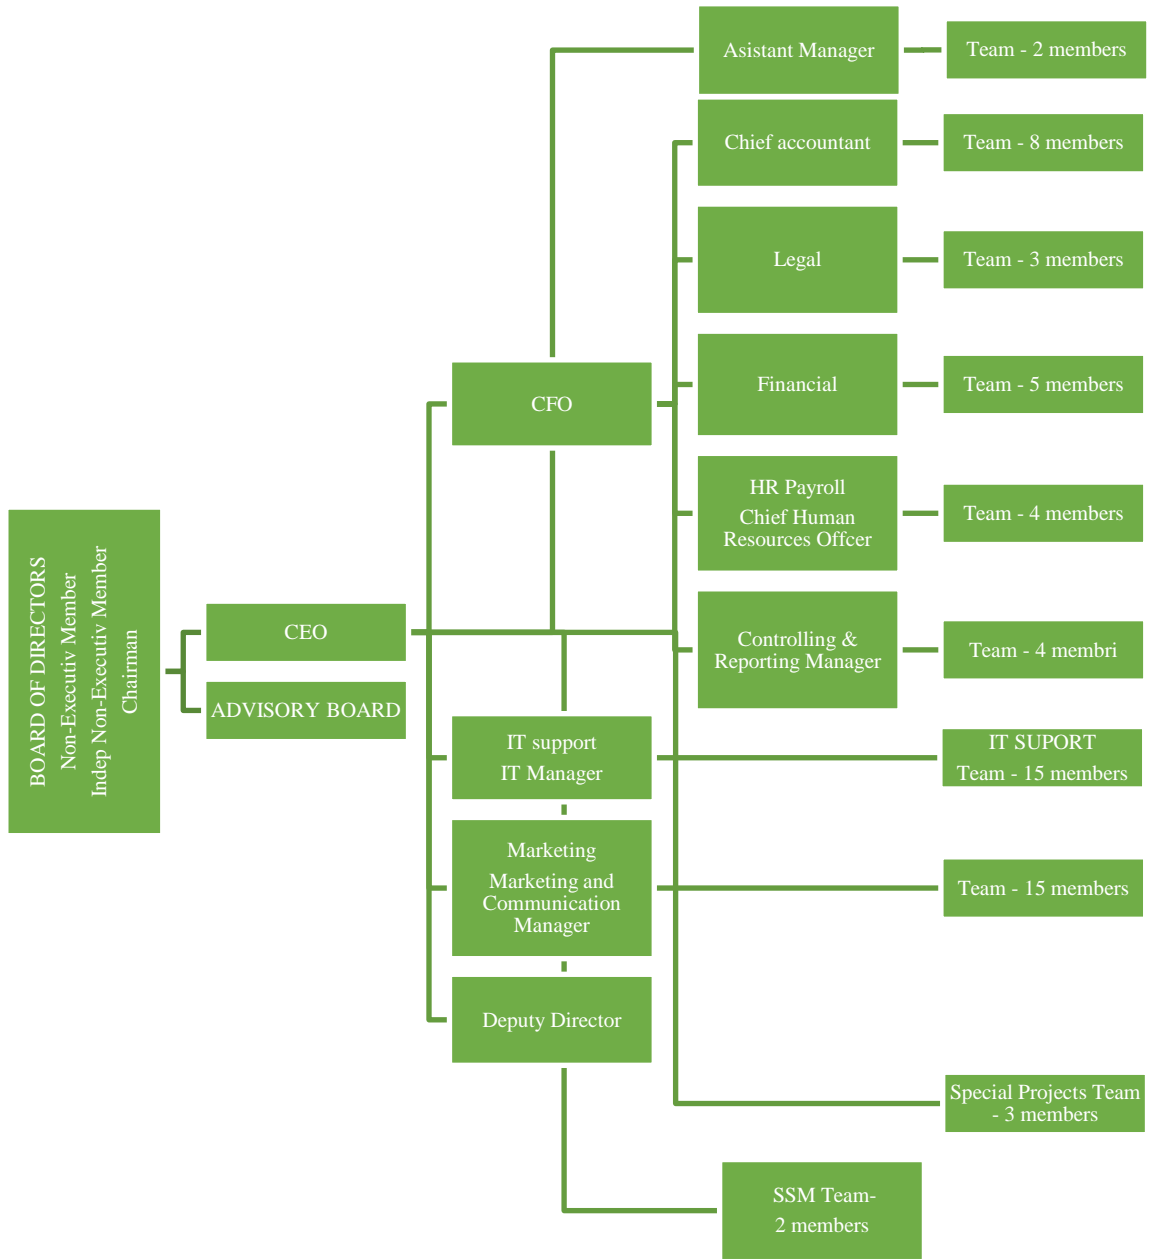 BOARD OF DIRECTORS
Non-Executiv Member
Indep Non-Executiv Member
Chairman
CEO
ADVISORY BOARD
CFO
IT support
IT Manager
Marketing
Marketing and
Communication
Manager
Deputy Director
Asistant Manager
Team - 2 members
Chief accountant
Team - 8 members
Legal
Team - 3 members
Financial
Team - 5 members
HR Payroll
Chief Human
Resources Offcer
Team - 4 members
Controlling &
Reporting Manager
Team - 4 membri
IT SUPORT
Team - 15 members
Team - 15 members
Special Projects Team
- 3 members
SSM Team-
2 members